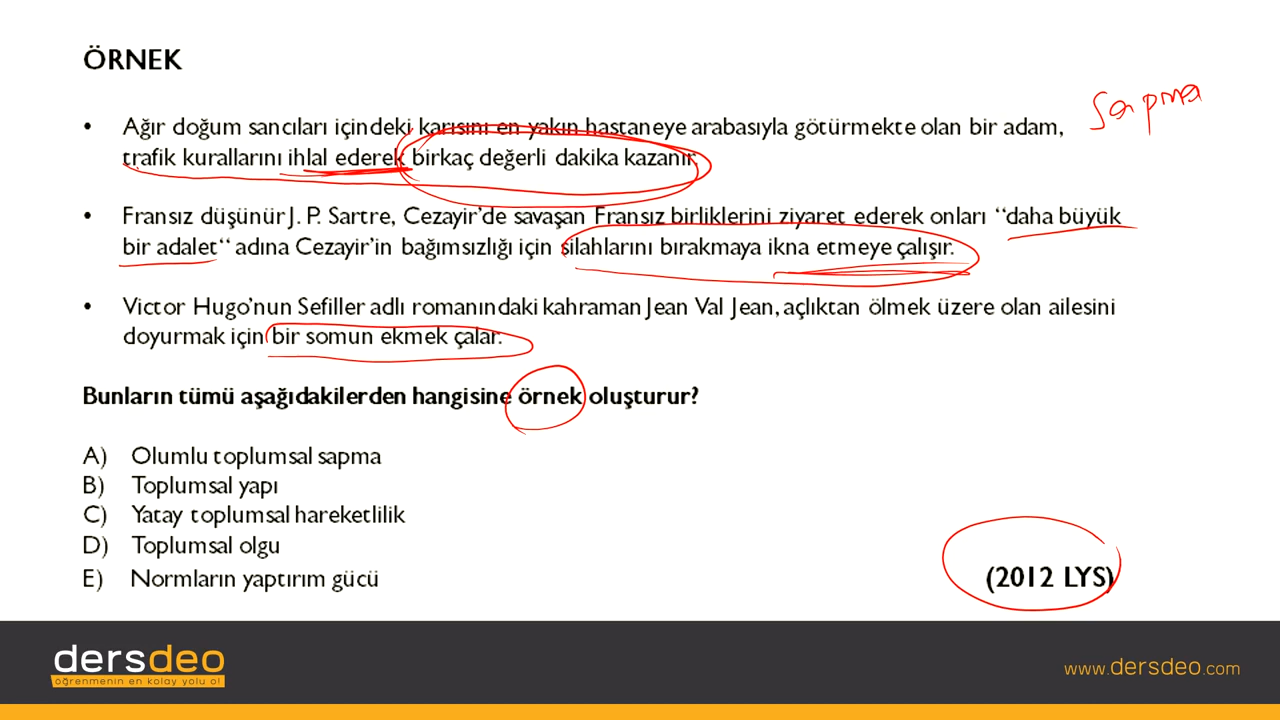 ÖRNEK
sapma
• Ağır doğum sancıları içindeki karısını en yakın hastaneye arabasıyla götürmekte olan bir adam,
trafik kurallarını ihlal ederek birkaç değerli dakika kazanır.
• Fransız düşünür J. P. Sartre, Cezayir’de savaşan Fransız birliklerini ziyaret ederek onları “daha büyük
bir adalet“ adına Cezayir’in bağımsızlığı için silahlarını bırakmaya ikna etmeye çalışır.
• Victor Hugo’nun Sefiller adlı romanındaki kahraman Jean Val Jean, açlıktan ölmek üzere olan ailesini
doyurmak için bir somun ekmek çalar.
Bunların tümü aşağıdakilerden hangisine örnek oluşturur?
A) Olumlu toplumsal sapma
B) Toplumsal yapı
C) Yatay toplumsal hareketlilik
D) Toplumsal olgu
E) Normların yaptırım gücü
(2012 LYS)
dersdeo
öğrenmenin en kolay yolu o!
www.dersdeo.com